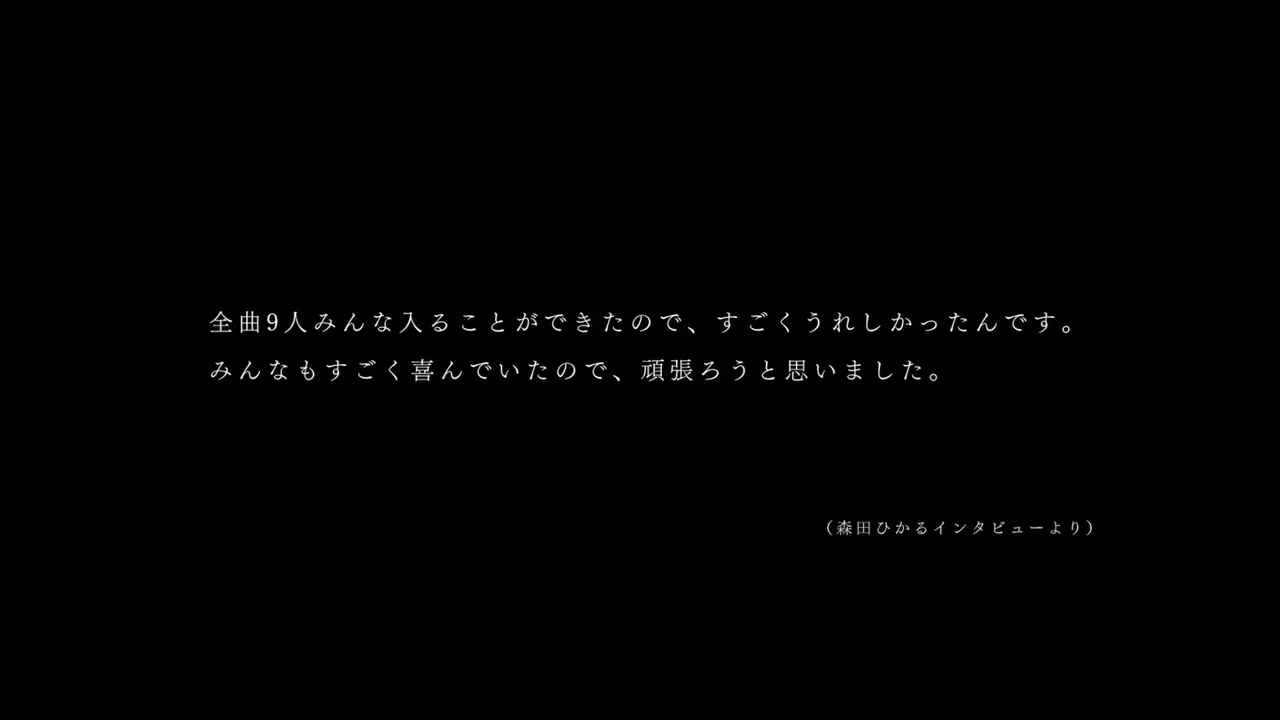 全曲9人みんな入ることができたので、すごくうれしかったんです。
みんなもすごく喜んでいたので、頑張ろうと思いました。
（森田ひかるインタビューより）